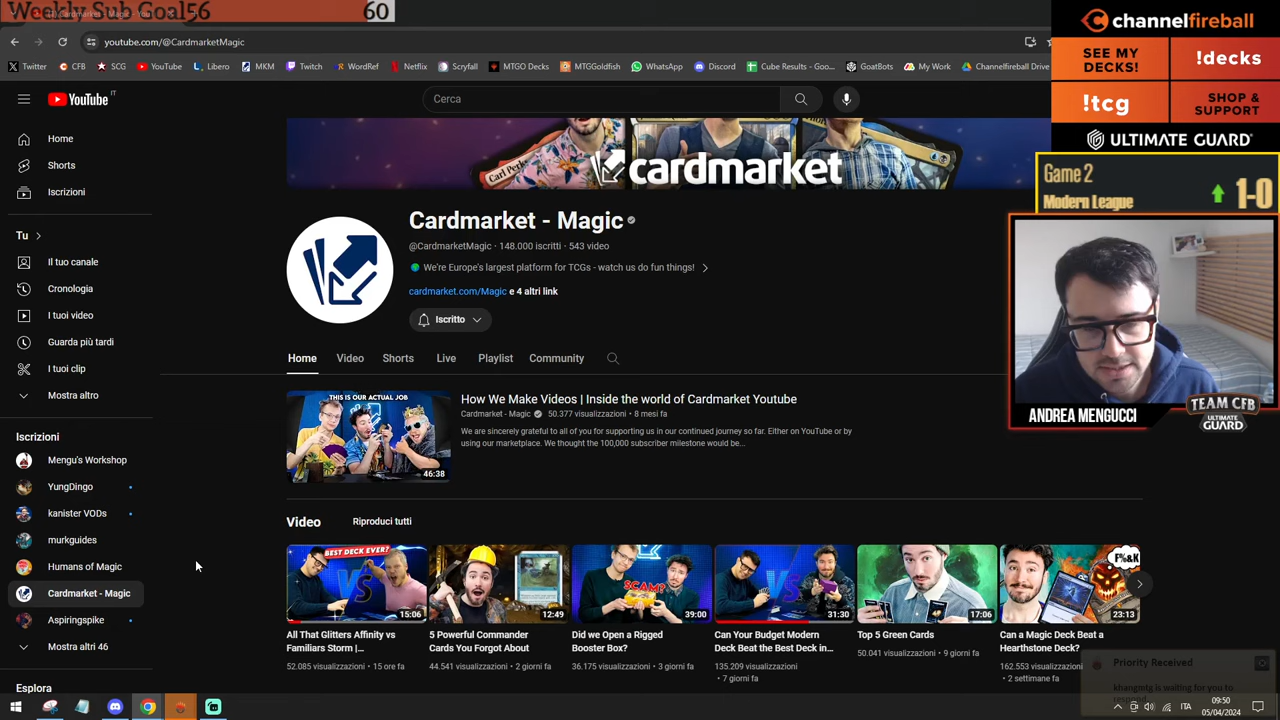 Weekly Sub Goal 56 60
channelfireball
youtube.com/@CardmarketMagic
SEE MY DECKS!
!decks
Twitter CFB SCG YouTube Libero MKM Twitch WordRef Netflix Scryfall MTGO Decks MTGGoldfish WhatsApp Discord Cube Results - Goo... GoatBots My Work Channelfireball Drive
!tcg
SHOP & SUPPORT
YouTube IT
Cerca
ULTIMATE GUARD
Home
Shorts
Iscrizioni
Tu
Il tuo canale
Cronologia
I tuoi video
Guarda più tardi
I tuoi clip
Mostra altro
Iscrizioni
Mengu's Workshop
YungDingo
kanister VODs
murkguides
Humans of Magic
Cardmarket - Magic
Aspiringspike
Mostra altri 46
Esplora
cardmarket
Cardmarket - Magic
@CardmarketMagic · 148.000 iscritti · 543 video
We're Europe's largest platform for TCGs - watch us do fun things!
cardmarket.com/Magic e 4 altri link
Iscritto
Home Video Shorts Live Playlist Community
THIS IS OUR ACTUAL JOB
46:38
How We Make Videos | Inside the world of Cardmarket Youtube
Cardmarket - Magic 50.377 visualizzazioni · 8 mesi fa
We are sincerely grateful to all of you for supporting us in our continued journey so far. Either on YouTube or by
using our marketplace. We thought the 100,000 subscriber milestone would be...
Video
Riproduci tutti
BEST DECK EVER?
VS
15:06
All That Glitters Affinity vs
Familiars Storm |...
52.085 visualizzazioni · 15 ore fa
12:49
5 Powerful Commander
Cards You Forgot About
44.541 visualizzazioni · 2 giorni fa
SCAM?
39:00
Did we Open a Rigged
Booster Box?
36.175 visualizzazioni · 3 giorni fa
VS
31:30
Can Your Budget Modern
Deck Beat the Best Deck in...
135.209 visualizzazioni
· 7 giorni fa
17:06
Top 5 Green Cards
50.041 visualizzazioni · 9 giorni fa
F%&K
23:13
Can a Magic Deck Beat a
Hearthstone Deck?
162.553 visualizzazioni
· 2 settimane fa
Game 2
Modern League
1-0
ANDREA MENGUCCI
TEAM CFB
ULTIMATE GUARD
Priority Received
khangmtg is waiting for you to
respond
ITA
09:50
05/04/2024